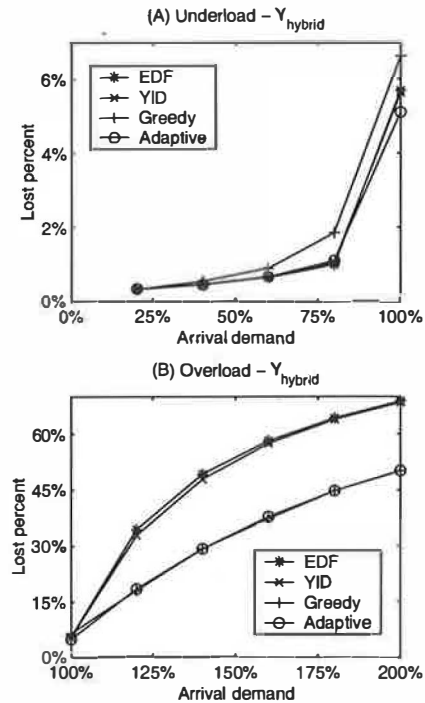 (A) Underload – Y_hybrid
6%
4%
2%
0%
Lost percent
EDF
YID
Greedy
Adaptive
0% 25% 50% 75% 100%
Arrival demand
(B) Overload – Y_hybrid
60%
45%
30%
15%
0%
Lost percent
EDF
YID
Greedy
Adaptive
100% 125% 150% 175% 200%
Arrival demand